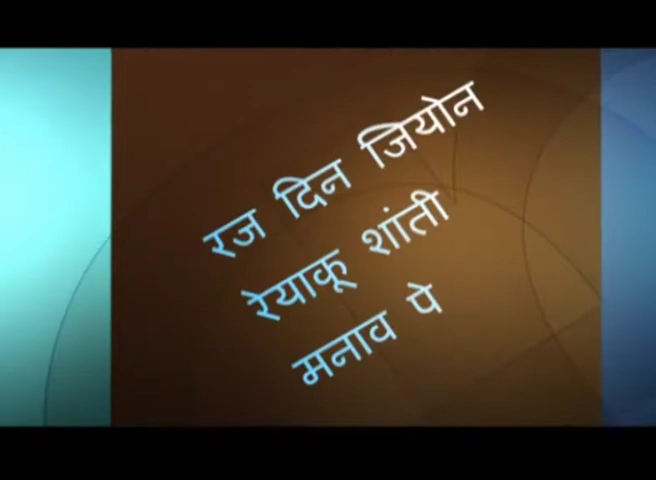 रज दिन जियोन
रेयाकू शांती
मनाव पे